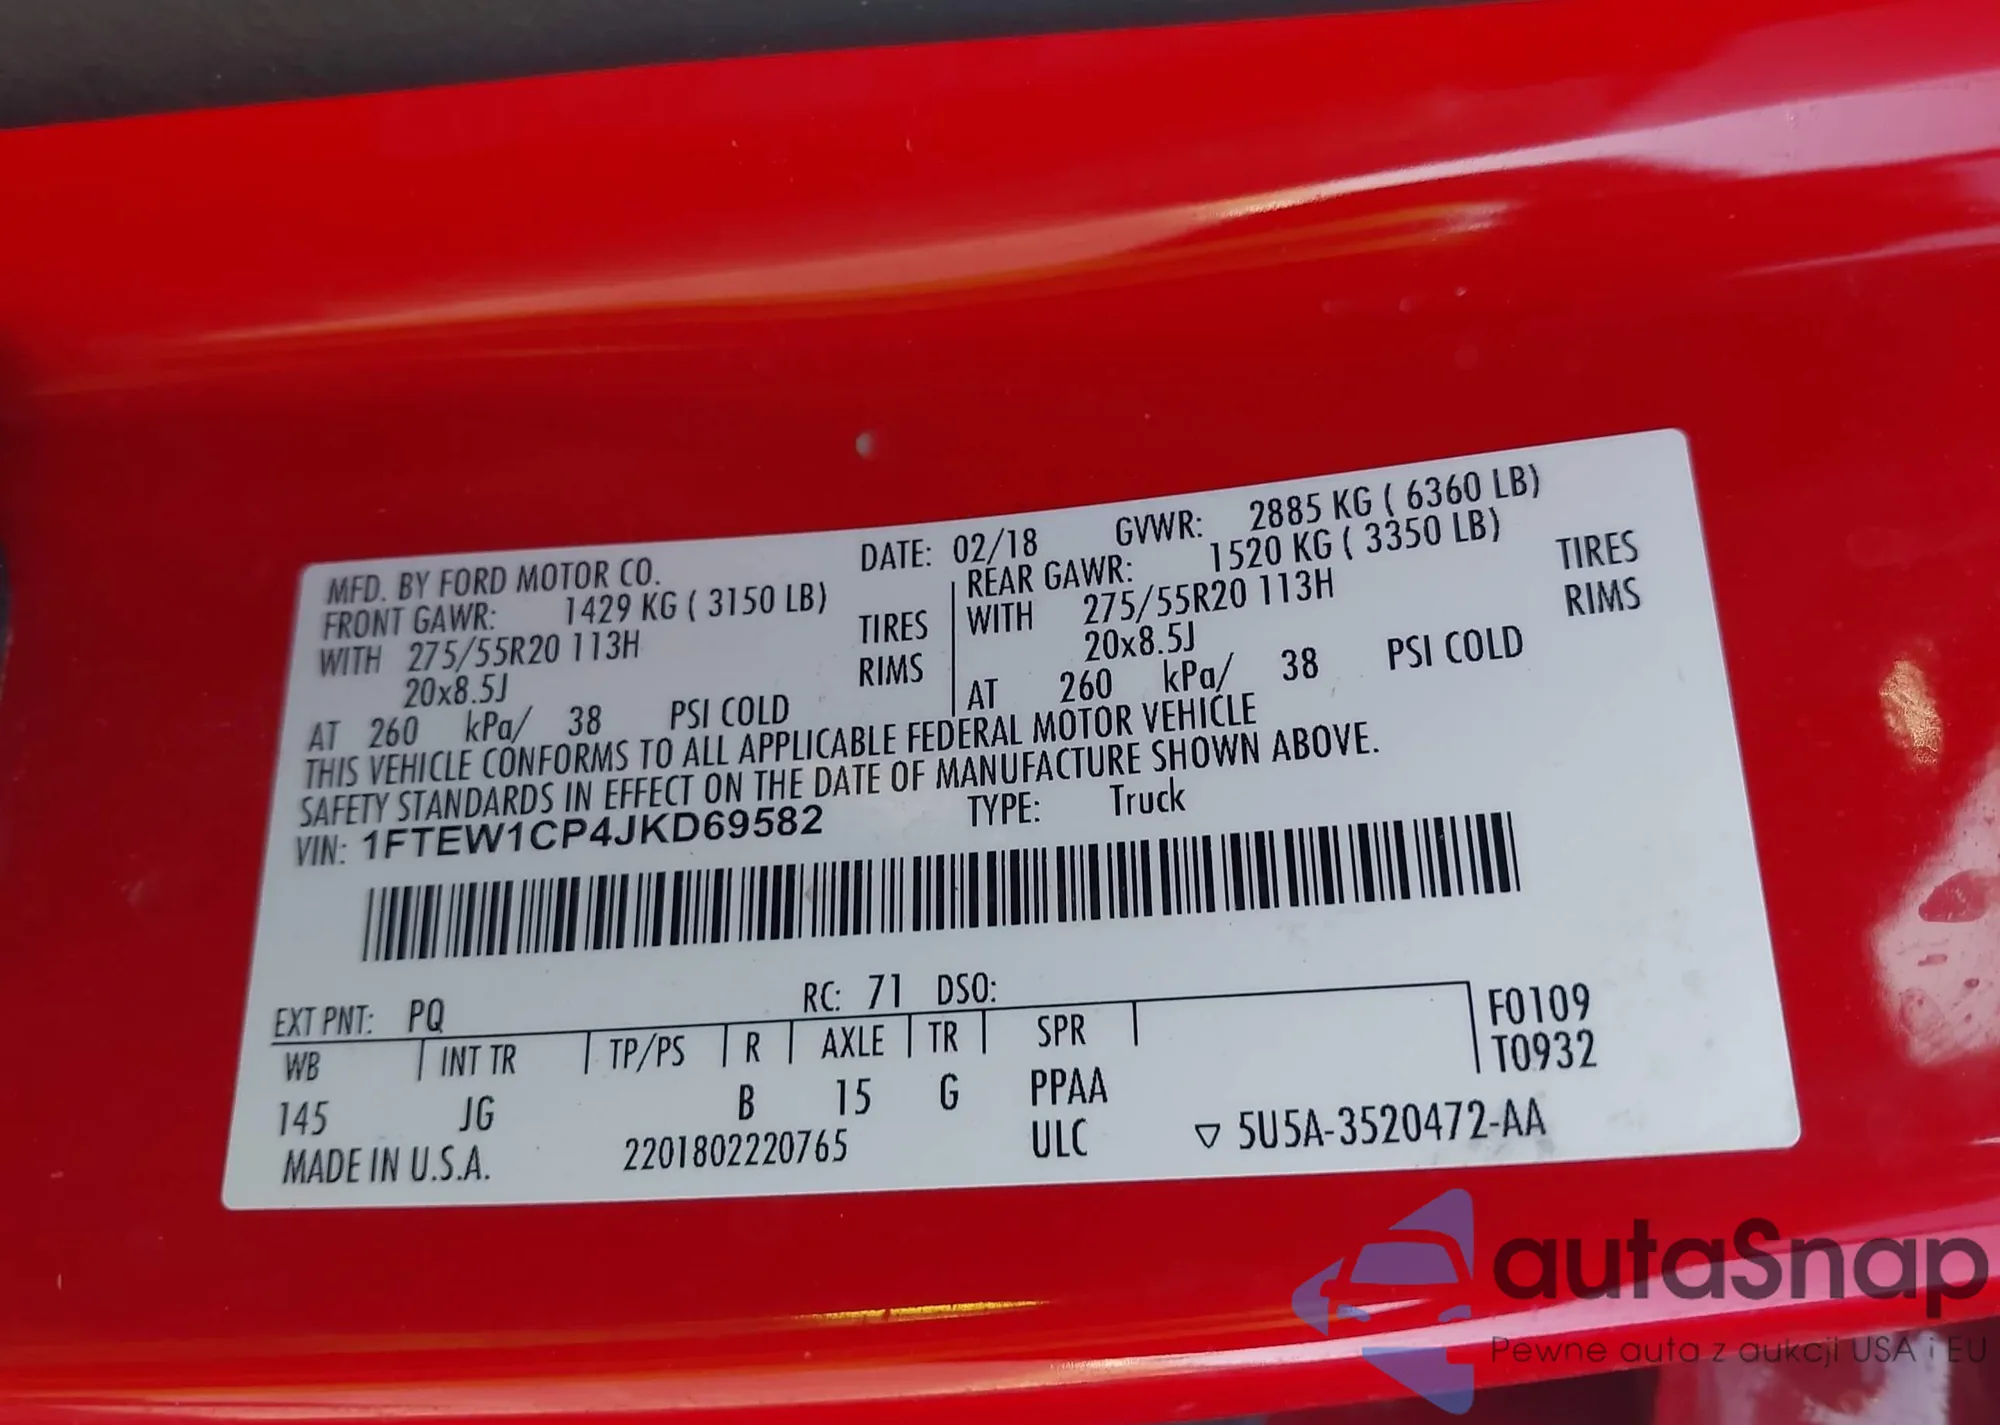 MFD. BY FORD MOTOR CO. DATE: 02/18 GVWR: 2885 KG ( 6360 LB)
FRONT GAWR: 1429 KG ( 3150 LB) REAR GAWR: 1520 KG ( 3350 LB)
WITH 275/55R20 113H TIRES WITH 275/55R20 113H TIRES
20x8.5J RIMS 20x8.5J RIMS
AT 260 kPa/ 38 PSI COLD AT 260 kPa/ 38 PSI COLD
THIS VEHICLE CONFORMS TO ALL APPLICABLE FEDERAL MOTOR VEHICLE
SAFETY STANDARDS IN EFFECT ON THE DATE OF MANUFACTURE SHOWN ABOVE.
VIN: 1FTEW1CP4JKD69582 TYPE: Truck
EXT PNT: PQ RC: 71 DSO: F0109
WB INT TR TP/PS R AXLE TR SPR T0932
145 JG B 15 G PPAA
MADE IN U.S.A. 2201802220765 ULC ▽ 5U5A-3520472-AA
autaSnap
Pewne auta z aukcji USA i EU